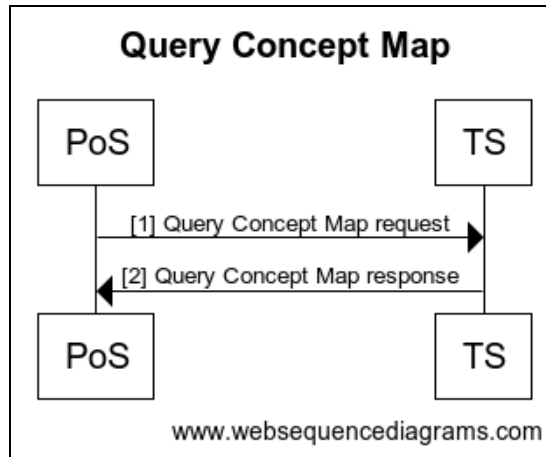 Query Concept Map
PoS TS
[1] Query Concept Map request
[2] Query Concept Map response
PoS TS
www.websequencediagrams.com